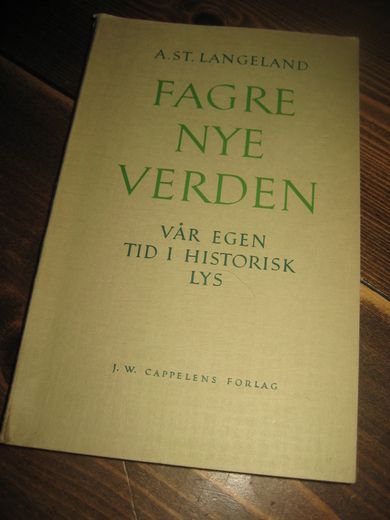 A. ST. LANGELAND
FAGRE
NYE
VERDEN
VÅR EGEN
TID I HISTORISK
LYS
J. W. CAPPELENS FORLAG